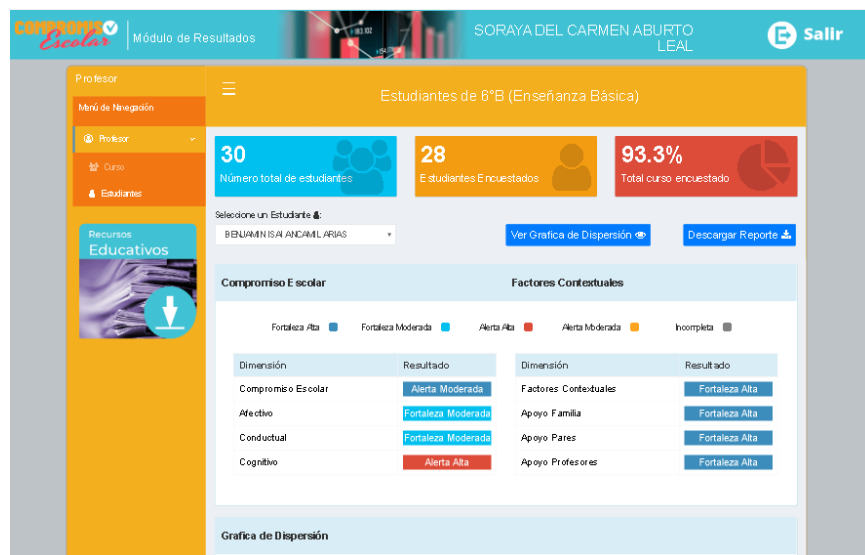 COMPROMISO
Escolar
Módulo de Resultados
SORAYA DEL CARMEN ABURTO
LEAL
Salir
Profesor
Menú de Navegación
Profesor
Curso
Estudiantes
Recursos
Educativos
Estudiantes de 6°B (Enseñanza Básica)
30
Número total de estudiantes
28
Estudiantes Encuestados
93.3%
Total curso encuestado
Seleccione un Estudiante :
BENJAMIN ISAI ANCAMIL ARIAS
Ver Grafica de Dispersión
Descargar Reporte
Compromiso Escolar
Factores Contextuales
Fortaleza Alta
Fortaleza Moderada
Alerta Alta
Alerta Moderada
Incompleta
Dimensión Resultado
Compromiso Escolar Alerta Moderada
Afectivo Fortaleza Moderada
Conductual Fortaleza Moderada
Cognitivo Alerta Alta
Dimensión Resultado
Factores Contextuales Fortaleza Alta
Apoyo Familia Fortaleza Alta
Apoyo Pares Fortaleza Alta
Apoyo Profesores Fortaleza Alta
Grafica de Dispersión